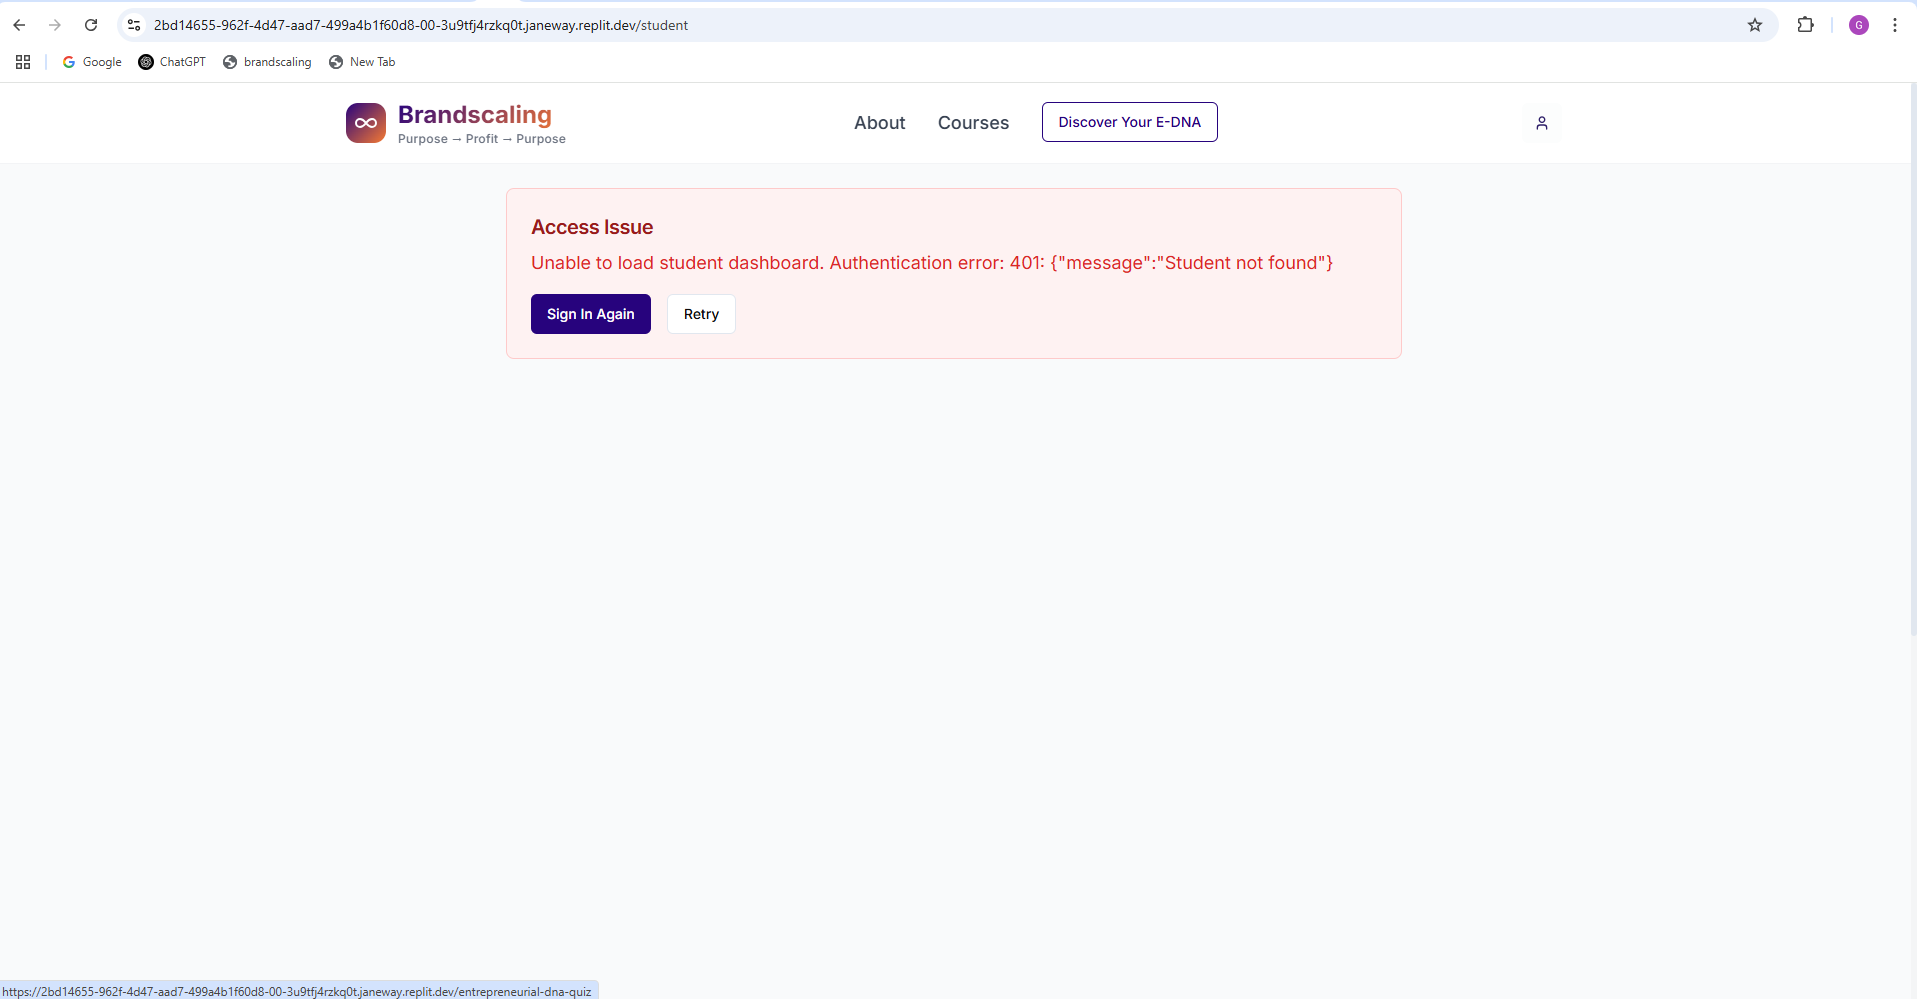 2bd14655-962f-4d47-aad7-499a4b1f60d8-00-3u9tfj4rzkq0t.janeway.replit.dev/student
G
Google
ChatGPT
brandscaling
New Tab
Brandscaling
Purpose → Profit → Purpose
About
Courses
Discover Your E-DNA
Access Issue
Unable to load student dashboard. Authentication error: 401: {"message":"Student not found"}
Sign In Again
Retry
https://2bd14655-962f-4d47-aad7-499a4b1f60d8-00-3u9tfj4rzkq0t.janeway.replit.dev/entrepreneurial-dna-quiz